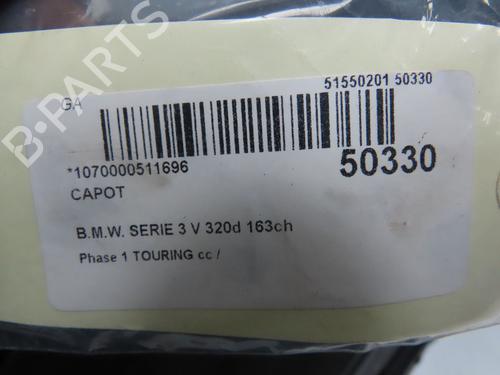 51550201 50330
GA
*1070000511696
50330
CAPOT
B.M.W. SERIE 3 V 320d 163ch
Phase 1 TOURING cc /
B-PARTS